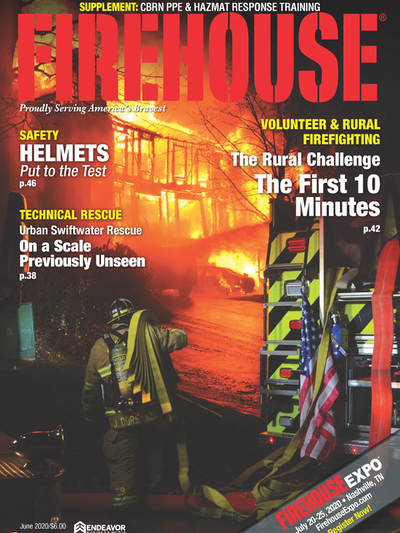 SUPPLEMENT: CBRN PPE & HAZMAT RESPONSE TRAINING
FIREHOUSE®
Proudly Serving America's Bravest
SAFETY
HELMETS
Put to the Test
p.46
TECHNICAL RESCUE
Urban Swiftwater Rescue
On a Scale
Previously Unseen
p.38
VOLUNTEER & RURAL
FIREFIGHTING
The Rural Challenge
The First 10
Minutes
p.42
June 2020/$6.00
ENDEAVOR
FIREHOUSE EXPO
July 20-25, 2020 • Nashville, TN
FirehouseExpo.com
Register Now!